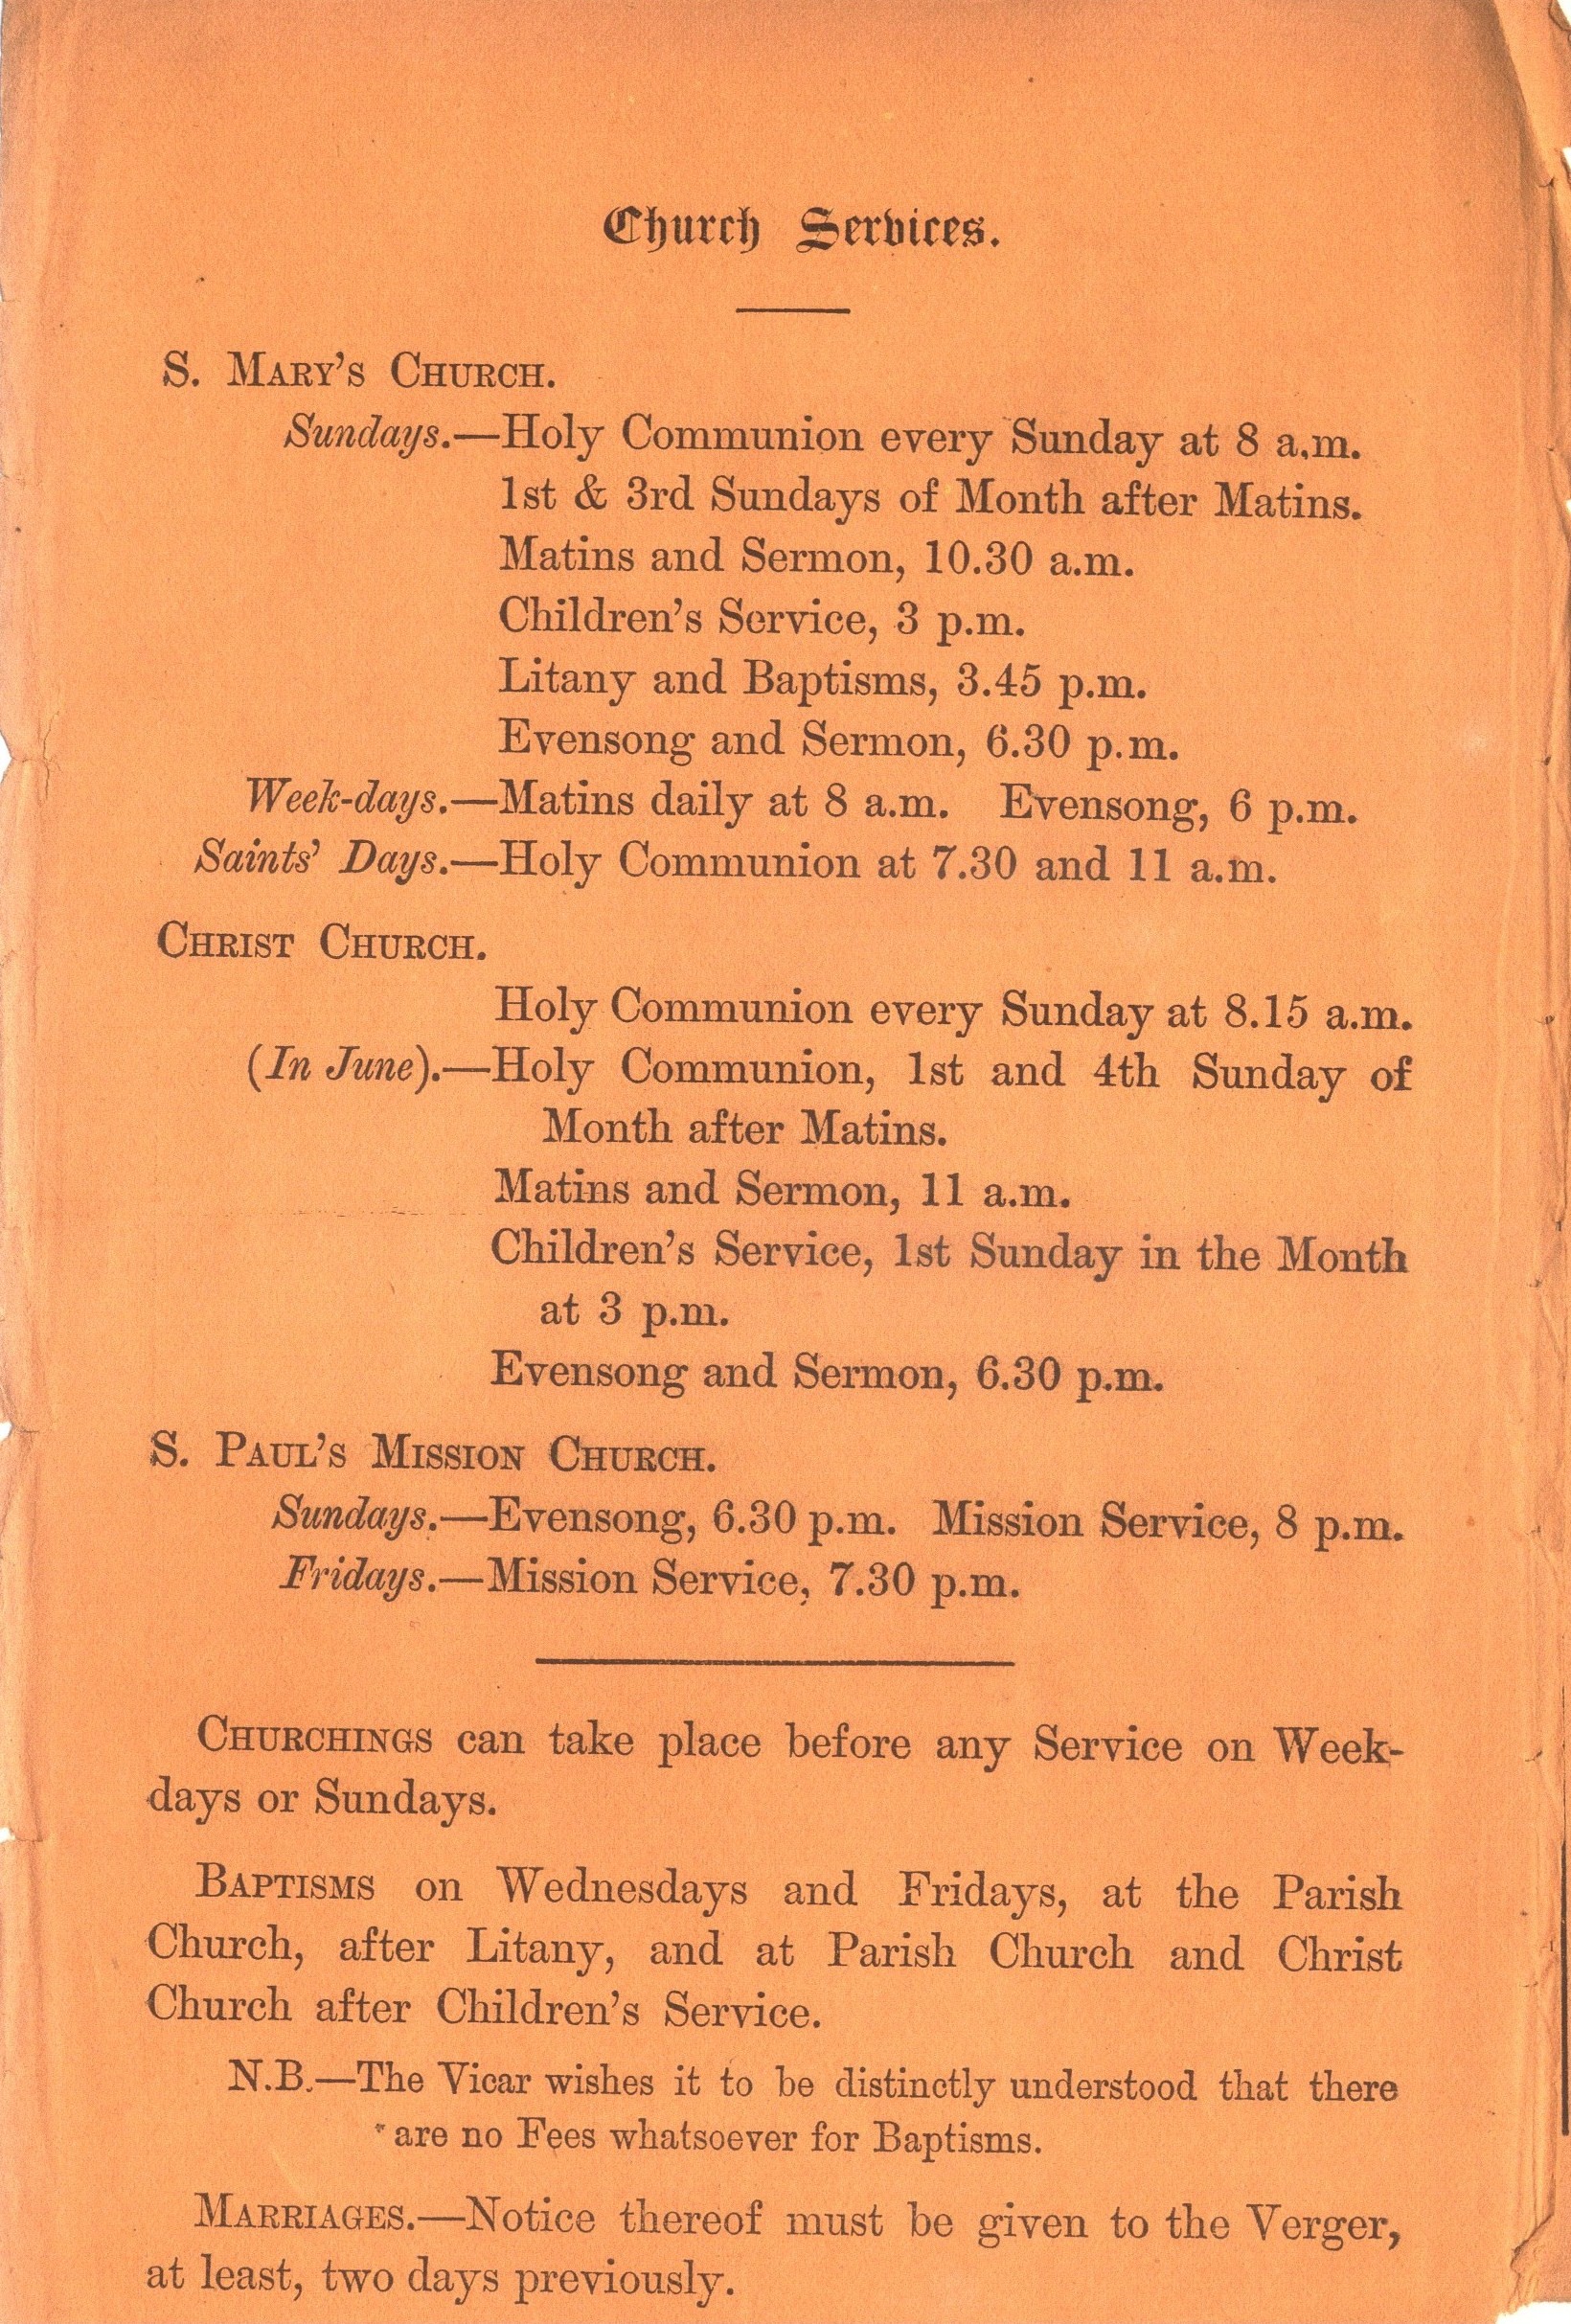 Church Services.
S. Mary's Church.
Sundays.—Holy Communion every Sunday at 8 a.m.
1st & 3rd Sundays of Month after Matins.
Matins and Sermon, 10.30 a.m.
Children's Service, 3 p.m.
Litany and Baptisms, 3.45 p.m.
Evensong and Sermon, 6.30 p.m.
Week-days.—Matins daily at 8 a.m. Evensong, 6 p.m.
Saints' Days.—Holy Communion at 7.30 and 11 a.m.
Christ Church.
Holy Communion every Sunday at 8.15 a.m.
(In June).—Holy Communion, 1st and 4th Sunday of
Month after Matins.
Matins and Sermon, 11 a.m.
Children's Service, 1st Sunday in the Month
at 3 p.m.
Evensong and Sermon, 6.30 p.m.
S. Paul's Mission Church.
Sundays.—Evensong, 6.30 p.m. Mission Service, 8 p.m.
Fridays.—Mission Service, 7.30 p.m.
Churchings can take place before any Service on Week-
days or Sundays.
Baptisms on Wednesdays and Fridays, at the Parish
Church, after Litany, and at Parish Church and Christ
Church after Children's Service.
N.B.—The Vicar wishes it to be distinctly understood that there
are no Fees whatsoever for Baptisms.
Marriages.—Notice thereof must be given to the Verger,
at least, two days previously.